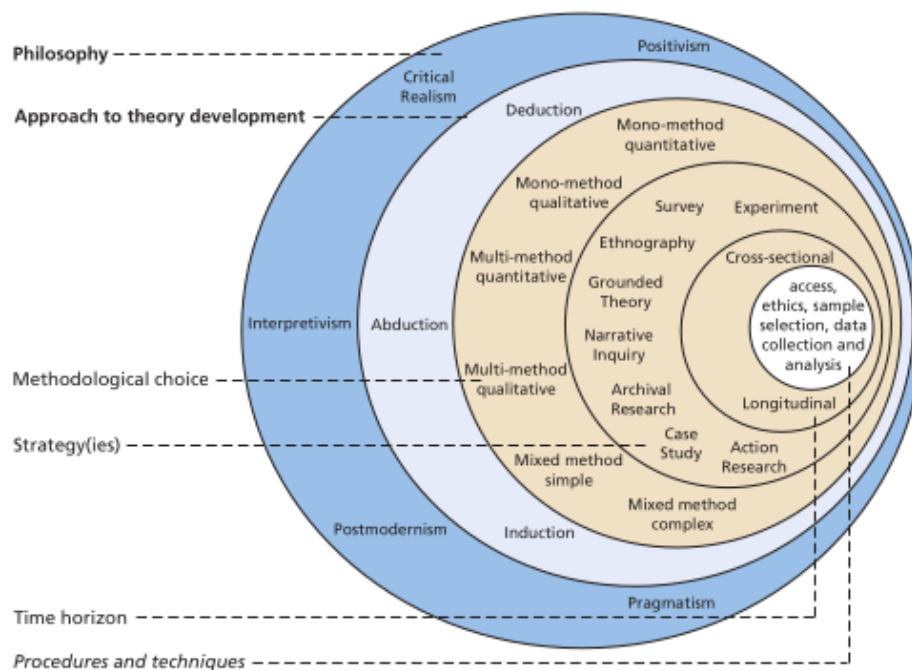 Philosophy
Approach to theory development
Methodological choice
Strategy(ies)
Time horizon
Procedures and techniques
Positivism
Critical
Realism
Interpretivism
Postmodernism
Pragmatism
Deduction
Abduction
Induction
Mono-method
quantitative
Mono-method
qualitative
Multi-method
quantitative
Multi-method
qualitative
Mixed method
simple
Mixed method
complex
Experiment
Survey
Ethnography
Grounded
Theory
Narrative
Inquiry
Archival
Research
Case
Study
Action
Research
Cross-sectional
Longitudinal
access,
ethics, sample
selection, data
collection and
analysis